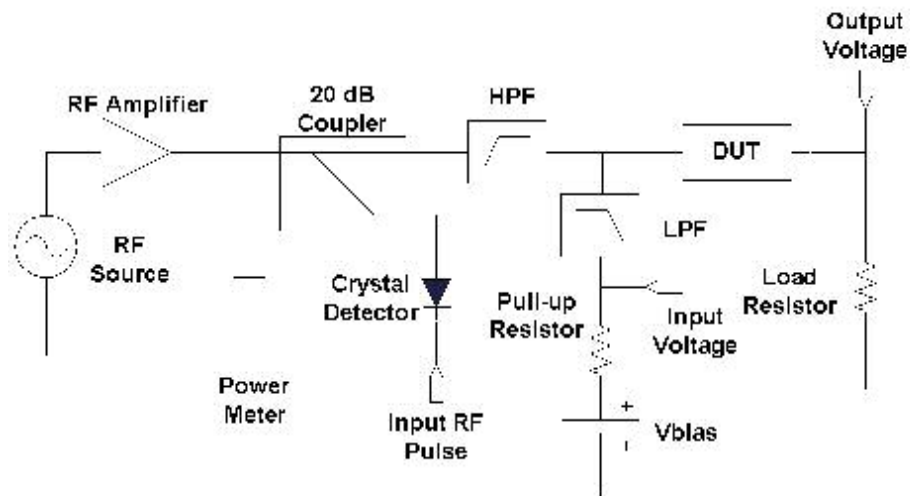 Output
Voltage
RF Amplifier
20 dB
Coupler
HPF
DUT
LPF
RF
Source
Crystal
Detector
Pull-up
Resistor
Input
Voltage
Load
Resistor
Power
Meter
Input RF
Pulse
+
Vbias